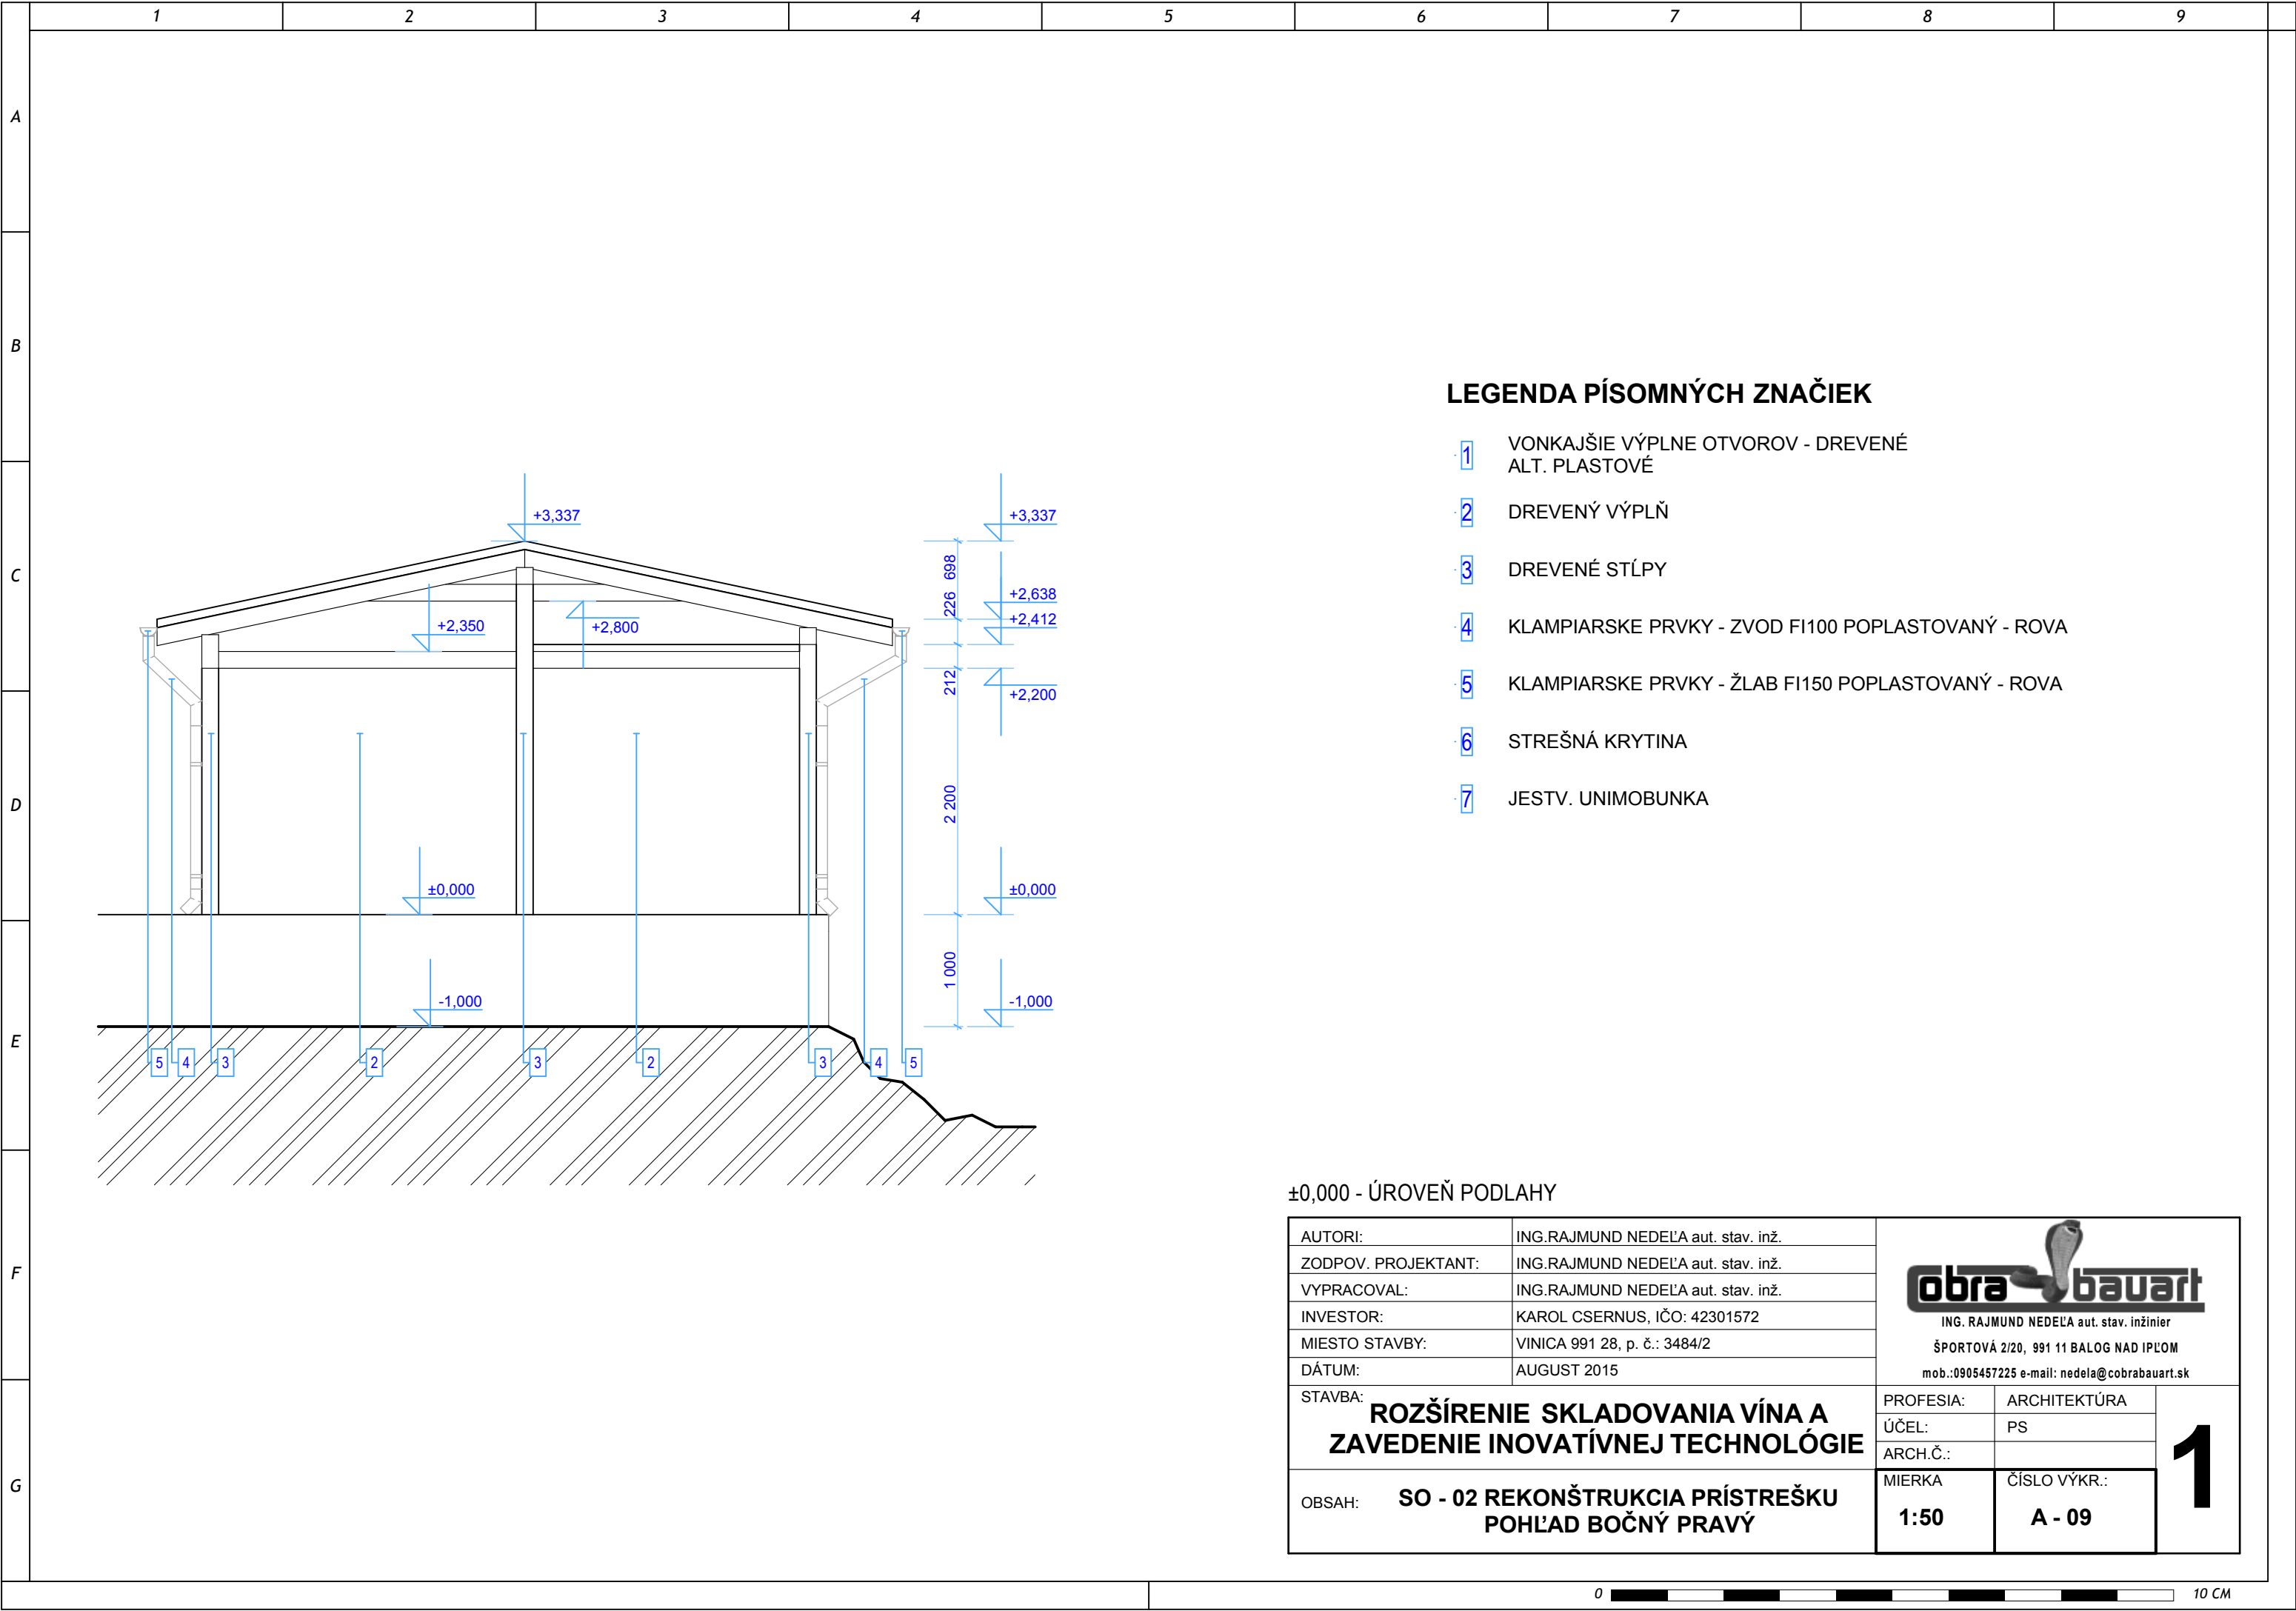 1 2 3 4 5 6 7 8 9
A
B
C
D
E
F
G
+3,337
+3,337
698
226
+2,638
+2,412
+2,350
+2,800
212
+2,200
2 200
±0,000
±0,000
1 000
-1,000
-1,000
5 4 3 2 3 2 3 4 5
LEGENDA PÍSOMNÝCH ZNAČIEK
1 VONKAJŠIE VÝPLNE OTVOROV - DREVENÉ
ALT. PLASTOVÉ
2 DREVENÝ VÝPLŇ
3 DREVENÉ STĹPY
4 KLAMPIARSKE PRVKY - ZVOD FI100 POPLASTOVANÝ - ROVA
5 KLAMPIARSKE PRVKY - ŽLAB FI150 POPLASTOVANÝ - ROVA
6 STREŠNÁ KRYTINA
7 JESTV. UNIMOBUNKA
±0,000 - ÚROVEŇ PODLAHY
AUTORI: ING.RAJMUND NEDEĽA aut. stav. inž.
ZODPOV. PROJEKTANT: ING.RAJMUND NEDEĽA aut. stav. inž.
VYPRACOVAL: ING.RAJMUND NEDEĽA aut. stav. inž.
INVESTOR: KAROL CSERNUS, IČO: 42301572
MIESTO STAVBY: VINICA 991 28, p. č.: 3484/2
DÁTUM: AUGUST 2015
Cobra bauart
ING. RAJMUND NEDEĽA aut. stav. inžinier
ŠPORTOVÁ 2/20, 991 11 BALOG NAD IPĽOM
mob.:0905457225 e-mail: nedela@cobrabauart.sk
STAVBA: ROZŠÍRENIE SKLADOVANIA VÍNA A
ZAVEDENIE INOVATÍVNEJ TECHNOLÓGIE
PROFESIA: ARCHITEKTÚRA
ÚČEL: PS
ARCH.Č.:
1
OBSAH: SO - 02 REKONŠTRUKCIA PRÍSTREŠKU
POHĽAD BOČNÝ PRAVÝ
MIERKA
1:50
ČÍSLO VÝKR.:
A - 09
0 10 CM